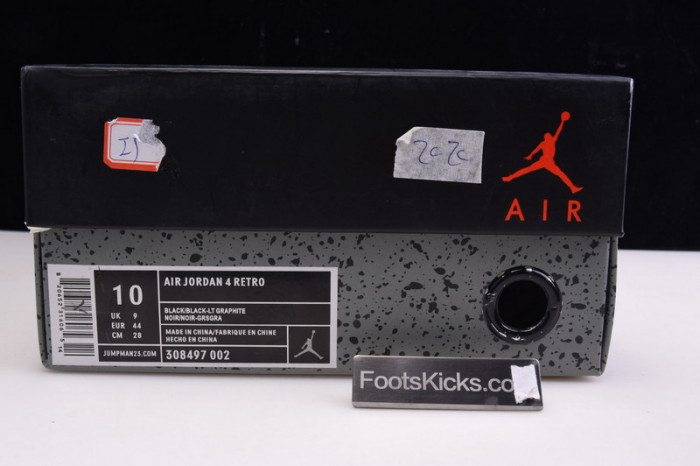 AIR
10
AIR JORDAN 4 RETRO
UK 9
EUR 44
CM 28
BLACK/BLACK-LT GRAPHITE
NOIR/NOIR-GRSGRA
MADE IN CHINA/FABRIQUE EN CHINE
HECHO EN CHINA
JUMPMAN23.COM
308497 002
FootsKicks.co